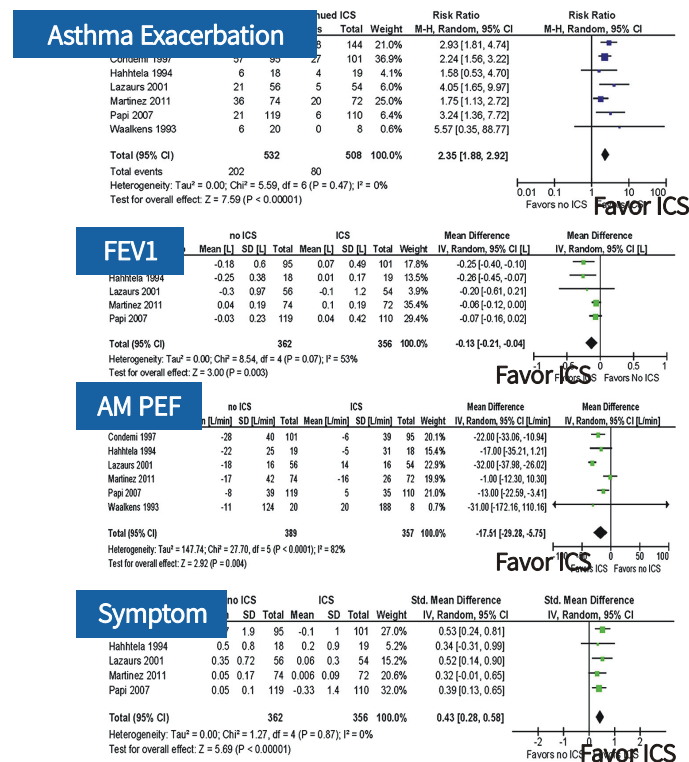 Asthma Exacerbation
nued ICS Risk Ratio Risk Ratio
Total Weight M-H, Random, 95% CI M-H, Random, 95% CI
144 21.0% 2.93 [1.81, 4.74]
Condemi 1997 57 95 27 101 36.9% 2.24 [1.56, 3.22]
Hahhtela 1994 6 18 4 19 4.1% 1.58 [0.53, 4.70]
Lazaurs 2001 21 56 5 54 5.6% 4.05 [1.65, 9.97]
Martinez 2011 36 74 20 72 25.0% 1.75 [1.13, 2.72]
Papi 2007 21 119 6 110 6.4% 3.24 [1.36, 7.72]
Waalkens 1993 6 20 0 8 0.6% 5.57 [0.35, 88.77]
Total (95% CI) 532 508 100.0% 2.35 [1.88, 2.92]
Total events 202 80
Heterogeneity: Tau² = 0.00; Chi² = 5.59, df = 6 (P = 0.47); I² = 0%
Test for overall effect: Z = 7.59 (P < 0.00001)
0.01 0.1 1 10 100
Favors no ICS Favor ICS
FEV1
no ICS ICS Mean Difference Mean Difference
Mean [L] SD [L] Total Mean [L] SD [L] Total Weight IV, Random, 95% CI [L] IV, Random, 95% CI [L]
-0.18 0.6 95 0.07 0.49 101 17.8% -0.25 [-0.40, -0.10]
Hahhtela 1994 -0.25 0.38 18 0.01 0.17 19 13.5% -0.26 [-0.45, -0.07]
Lazaurs 2001 -0.3 0.97 56 -0.1 1.2 54 3.9% -0.20 [-0.61, 0.21]
Martinez 2011 0.04 0.19 74 0.1 0.19 72 35.4% -0.06 [-0.12, 0.00]
Papi 2007 -0.03 0.23 119 0.04 0.42 110 29.4% -0.07 [-0.16, 0.02]
Total (95% CI) 362 356 100.0% -0.13 [-0.21, -0.04]
Heterogeneity: Tau² = 0.00; Chi² = 8.54, df = 4 (P = 0.07); I² = 53%
Test for overall effect: Z = 3.00 (P = 0.003)
-1 -0.5 0 0.5 1
Favor ICS Favors ICS Favors No ICS
AM PEF
no ICS ICS Mean Difference Mean Difference
[L/min] SD [L/min] Total Mean [L/min] SD [L/min] Total Weight IV, Random, 95% CI [L/min] IV, Random, 95% CI [L/min]
Condemi 1997 -28 40 101 -6 39 95 20.1% -22.00 [-33.06, -10.94]
Hahhtela 1994 -22 25 19 -5 31 18 15.4% -17.00 [-35.21, 1.21]
Lazaurs 2001 -18 16 56 14 16 54 22.8% -32.00 [-37.98, -26.02]
Martinez 2011 -17 42 74 -16 26 72 19.9% -1.00 [-12.30, 10.30]
Papi 2007 -8 39 119 5 35 110 21.0% -13.00 [-22.59, -3.41]
Waalkens 1993 -11 124 20 20 188 8 0.7% -31.00 [-172.16, 110.16]
Total (95% CI) 389 357 100.0% -17.51 [-29.28, -5.75]
Heterogeneity: Tau² = 147.74; Chi² = 27.70, df = 5 (P < 0.0001); I² = 82%
Test for overall effect: Z = 2.92 (P = 0.004)
-100 -50 0 50 100
Favor ICS Favors ICS Favors no ICS
Symptom
no ICS ICS Std. Mean Difference Std. Mean Difference
SD Total Mean SD Total Weight IV, Random, 95% CI IV, Random, 95% CI
1.9 95 -0.1 1 101 27.0% 0.53 [0.24, 0.81]
Hahhtela 1994 0.5 0.8 18 0.2 0.9 19 5.2% 0.34 [-0.31, 0.99]
Lazaurs 2001 0.35 0.72 56 0.06 0.3 54 15.2% 0.52 [0.14, 0.90]
Martinez 2011 0.05 0.17 74 0.006 0.09 72 20.6% 0.32 [-0.01, 0.65]
Papi 2007 0.05 0.1 119 -0.33 1.4 110 32.0% 0.39 [0.13, 0.65]
Total (95% CI) 362 356 100.0% 0.43 [0.28, 0.58]
Heterogeneity: Tau² = 0.00; Chi² = 1.27, df = 4 (P = 0.87); I² = 0%
Test for overall effect: Z = 5.69 (P < 0.00001)
-2 -1 0 1 2
Favors no ICS Favor ICS